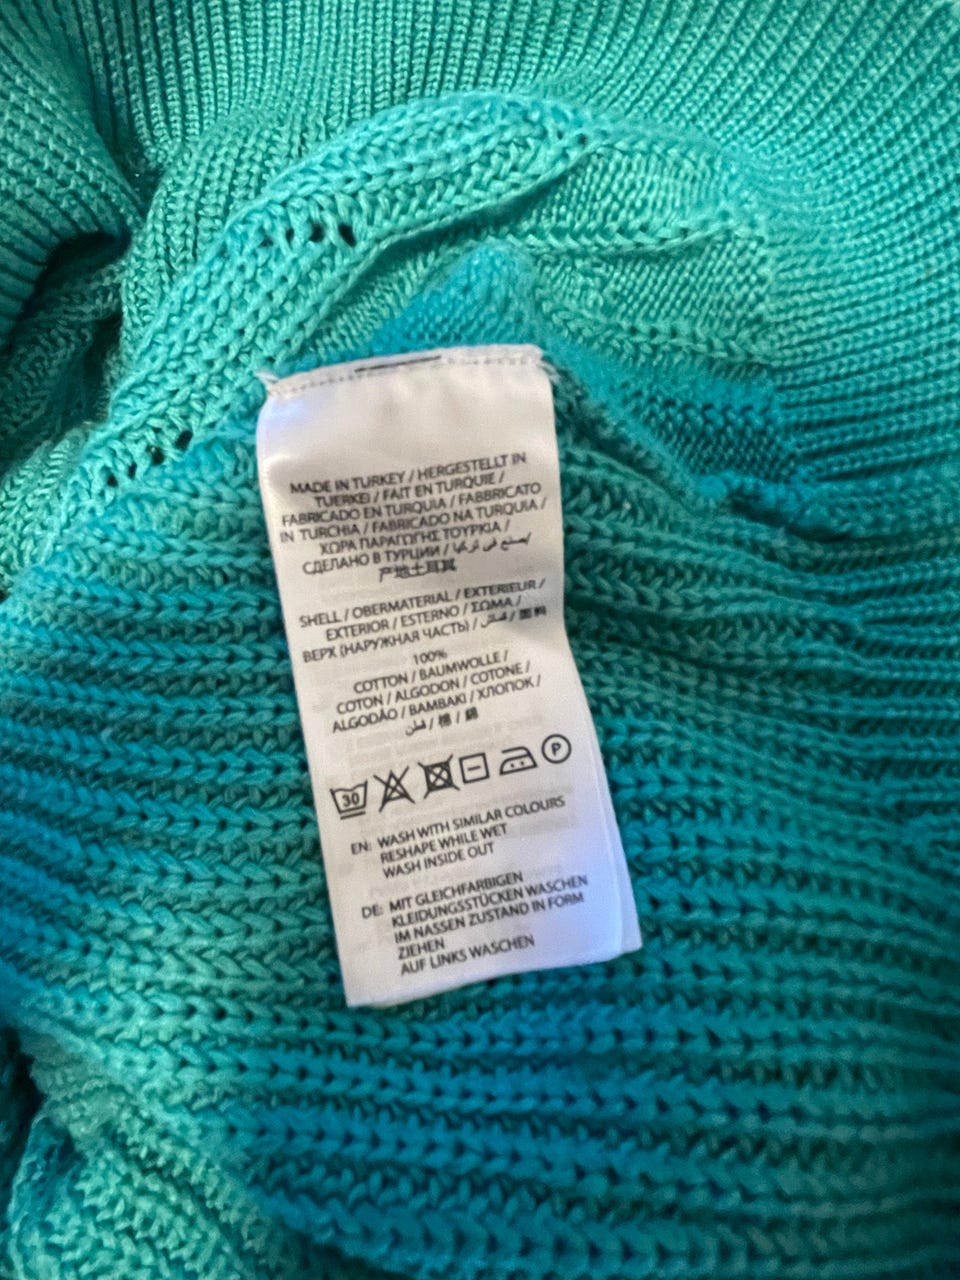 MADE IN TURKEY / HERGESTELLT IN
TUERKEI / FAIT EN TURQUIE /
FABRICADO EN TURQUIA / FABBRICATO
IN TURCHIA / FABRICADO NA TURQUIA /
ΧΩΡΑ ΠΑΡΑΓΩΓΗΣ ΤΟΥΡΚΙΑ /
СДЕЛАНО В ТУРЦИИ / صنع في تركيا/
产地土耳其
SHELL / OBERMATERIAL / EXTERIEUR /
EXTERIOR / ESTERNO / ΣΩΜΑ /
ВЕРХ (НАРУЖНАЯ ЧАСТЬ) / قماش / 面料
100%
COTTON / BAUMWOLLE /
COTON / ALGODON / COTONE /
ALGODÃO / BAMBAKI / ХЛОПОК /
قطن / 棉 / 綿
30 P
EN: WASH WITH SIMILAR COLOURS
RESHAPE WHILE WET
WASH INSIDE OUT
DE: MIT GLEICHFARBIGEN
KLEIDUNGSSTÜCKEN WASCHEN
IM NASSEN ZUSTAND IN FORM
ZIEHEN
AUF LINKS WASCHEN